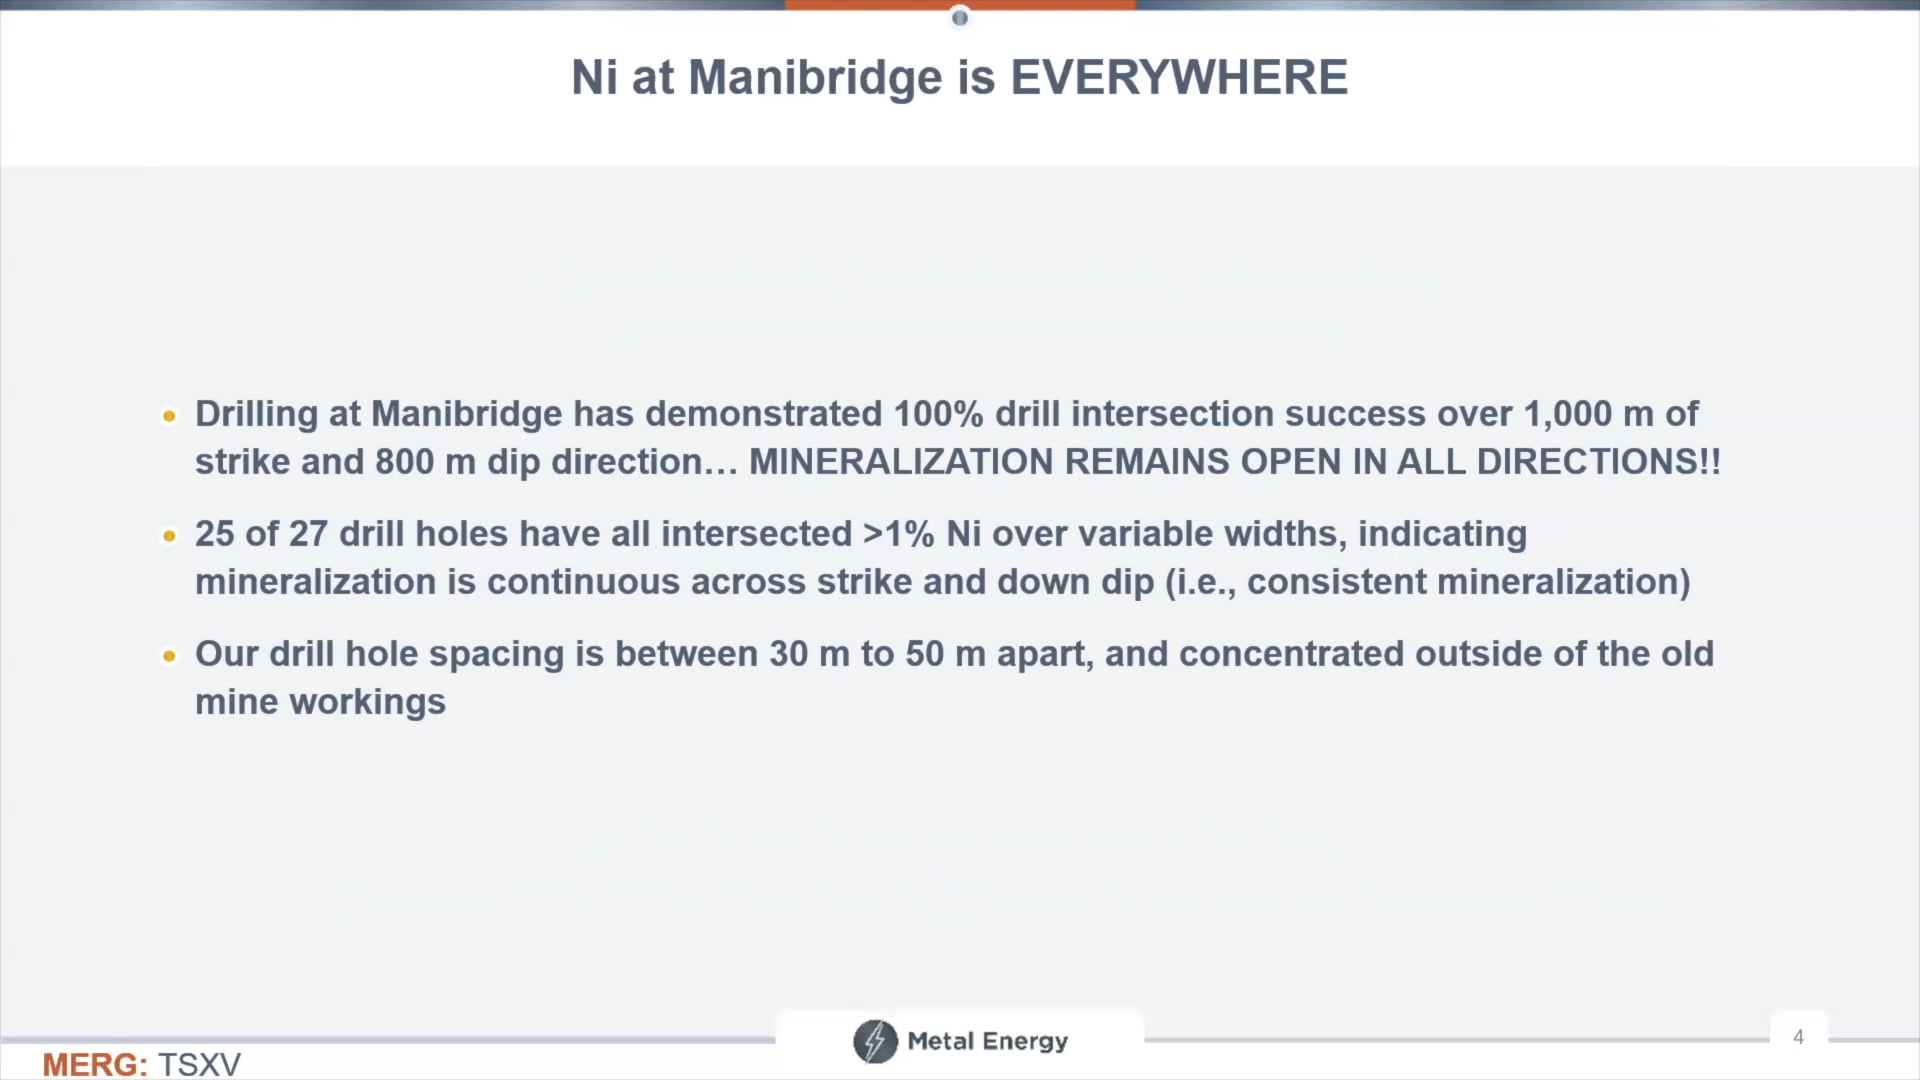 Ni at Manibridge is EVERYWHERE
Drilling at Manibridge has demonstrated 100% drill intersection success over 1,000 m of
strike and 800 m dip direction… MINERALIZATION REMAINS OPEN IN ALL DIRECTIONS!!
25 of 27 drill holes have all intersected >1% Ni over variable widths, indicating
mineralization is continuous across strike and down dip (i.e., consistent mineralization)
Our drill hole spacing is between 30 m to 50 m apart, and concentrated outside of the old
mine workings
Metal Energy
4
MERG: TSXV